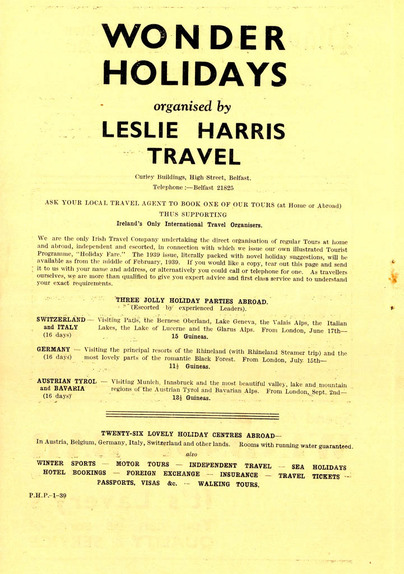 WONDER
HOLIDAYS
organised by
LESLIE HARRIS
TRAVEL
Curley Buildings, High Street, Belfast.
Telephone :—Belfast 21825
ASK YOUR LOCAL TRAVEL AGENT TO BOOK ONE OF OUR TOURS (at Home or Abroad)
THUS SUPPORTING
Ireland's Only International Travel Organisers.
We are the only Irish Travel Company undertaking the direct organisation of regular Tours at home
and abroad, independent and escorted, in connection with which we issue our own illustrated Tourist
Programme, "Holiday Fare." The 1939 issue, literally packed with novel holiday suggestions, will be
available as from the middle of February, 1939. If you would like a copy, tear out this page and send
it to us with your name and address, or alternatively you could call or telephone for one. As travellers
ourselves, we are more than qualified to give you expert advice and first class service and to understand
your exact requirements.
THREE JOLLY HOLIDAY PARTIES ABROAD.
(Escorted by experienced Leaders).
SWITZERLAND— Visiting Paris, the Bernese Oberland, Lake Geneva, the Valais Alps, the Italian
and ITALY Lakes, the Lake of Lucerne and the Glarus Alps. From London, June 17th—
(16 days) 15 Guineas.
GERMANY — Visiting the principal resorts of the Rhineland (with Rhineland Steamer trip) and the
(16 days) most lovely parts of the romantic Black Forest. From London, July 15th—
11½ Guineas.
AUSTRIAN TYROL — Visiting Munich, Innsbruck and the most beautiful valley, lake and mountain
and BAVARIA regions of the Austrian Tyrol and Bavarian Alps. From London, Sept. 2nd—
(16 days) 13½ Guineas.
TWENTY-SIX LOVELY HOLIDAY CENTRES ABROAD—
In Austria, Belgium, Germany, Italy, Switzerland and other lands. Rooms with running water guaranteed.
also
WINTER SPORTS — MOTOR TOURS — INDEPENDENT TRAVEL — SEA HOLIDAYS
HOTEL BOOKINGS — FOREIGN EXCHANGE — INSURANCE — TRAVEL TICKETS —
PASSPORTS, VISAS &c. — WALKING TOURS.
P.H.P.-1-39